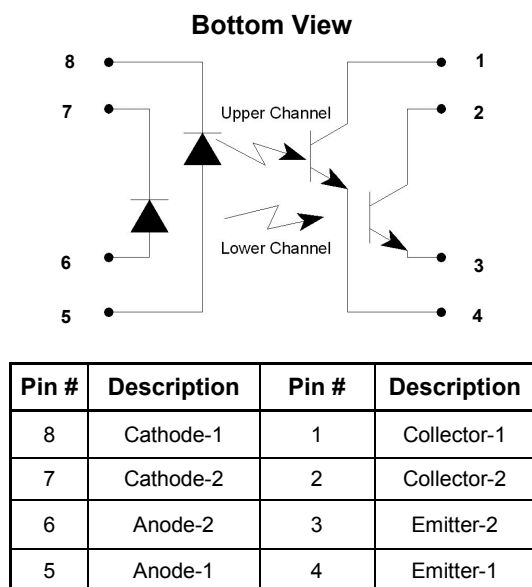 Bottom View
8 1
7 Upper Channel 2
Lower Channel
6 3
5 4
Pin # Description Pin # Description
8 Cathode-1 1 Collector-1
7 Cathode-2 2 Collector-2
6 Anode-2 3 Emitter-2
5 Anode-1 4 Emitter-1